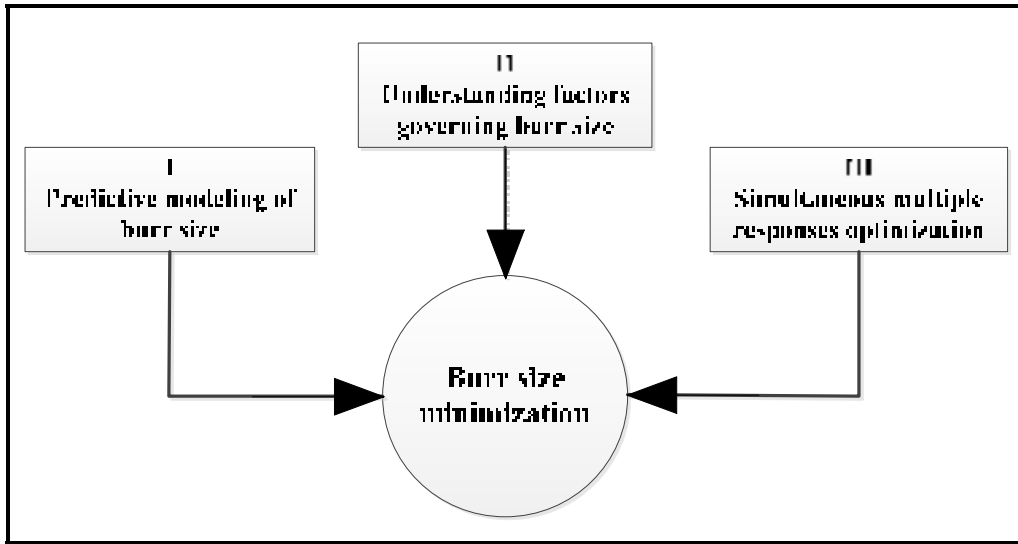 I
Predictive modeling of
burr size
II
Understanding factors
governing burr size
III
Simultaneous multiple
responses optimization
Burr size
minimization